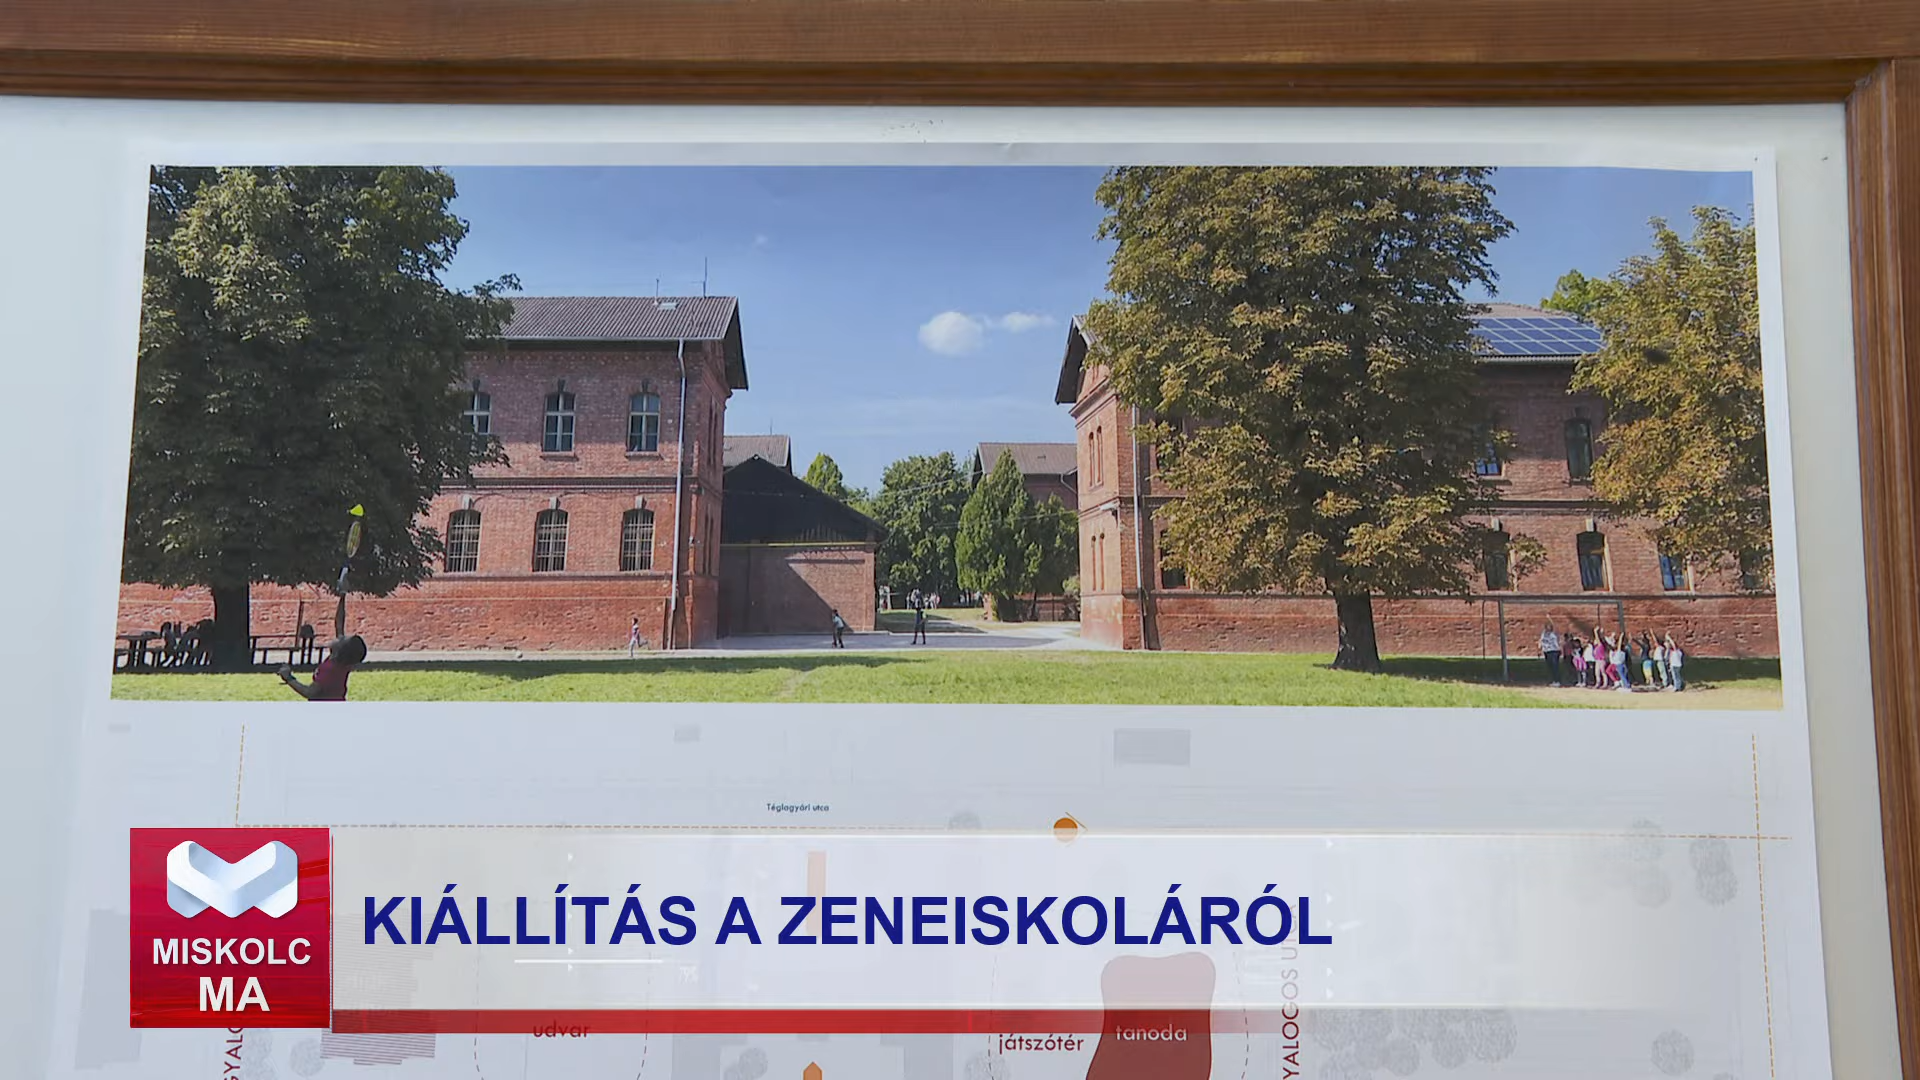 Téglagyári utca
KIÁLLÍTÁS A ZENEISKOLÁRÓL
MISKOLC
MA
udvar
játszótér
tanoda